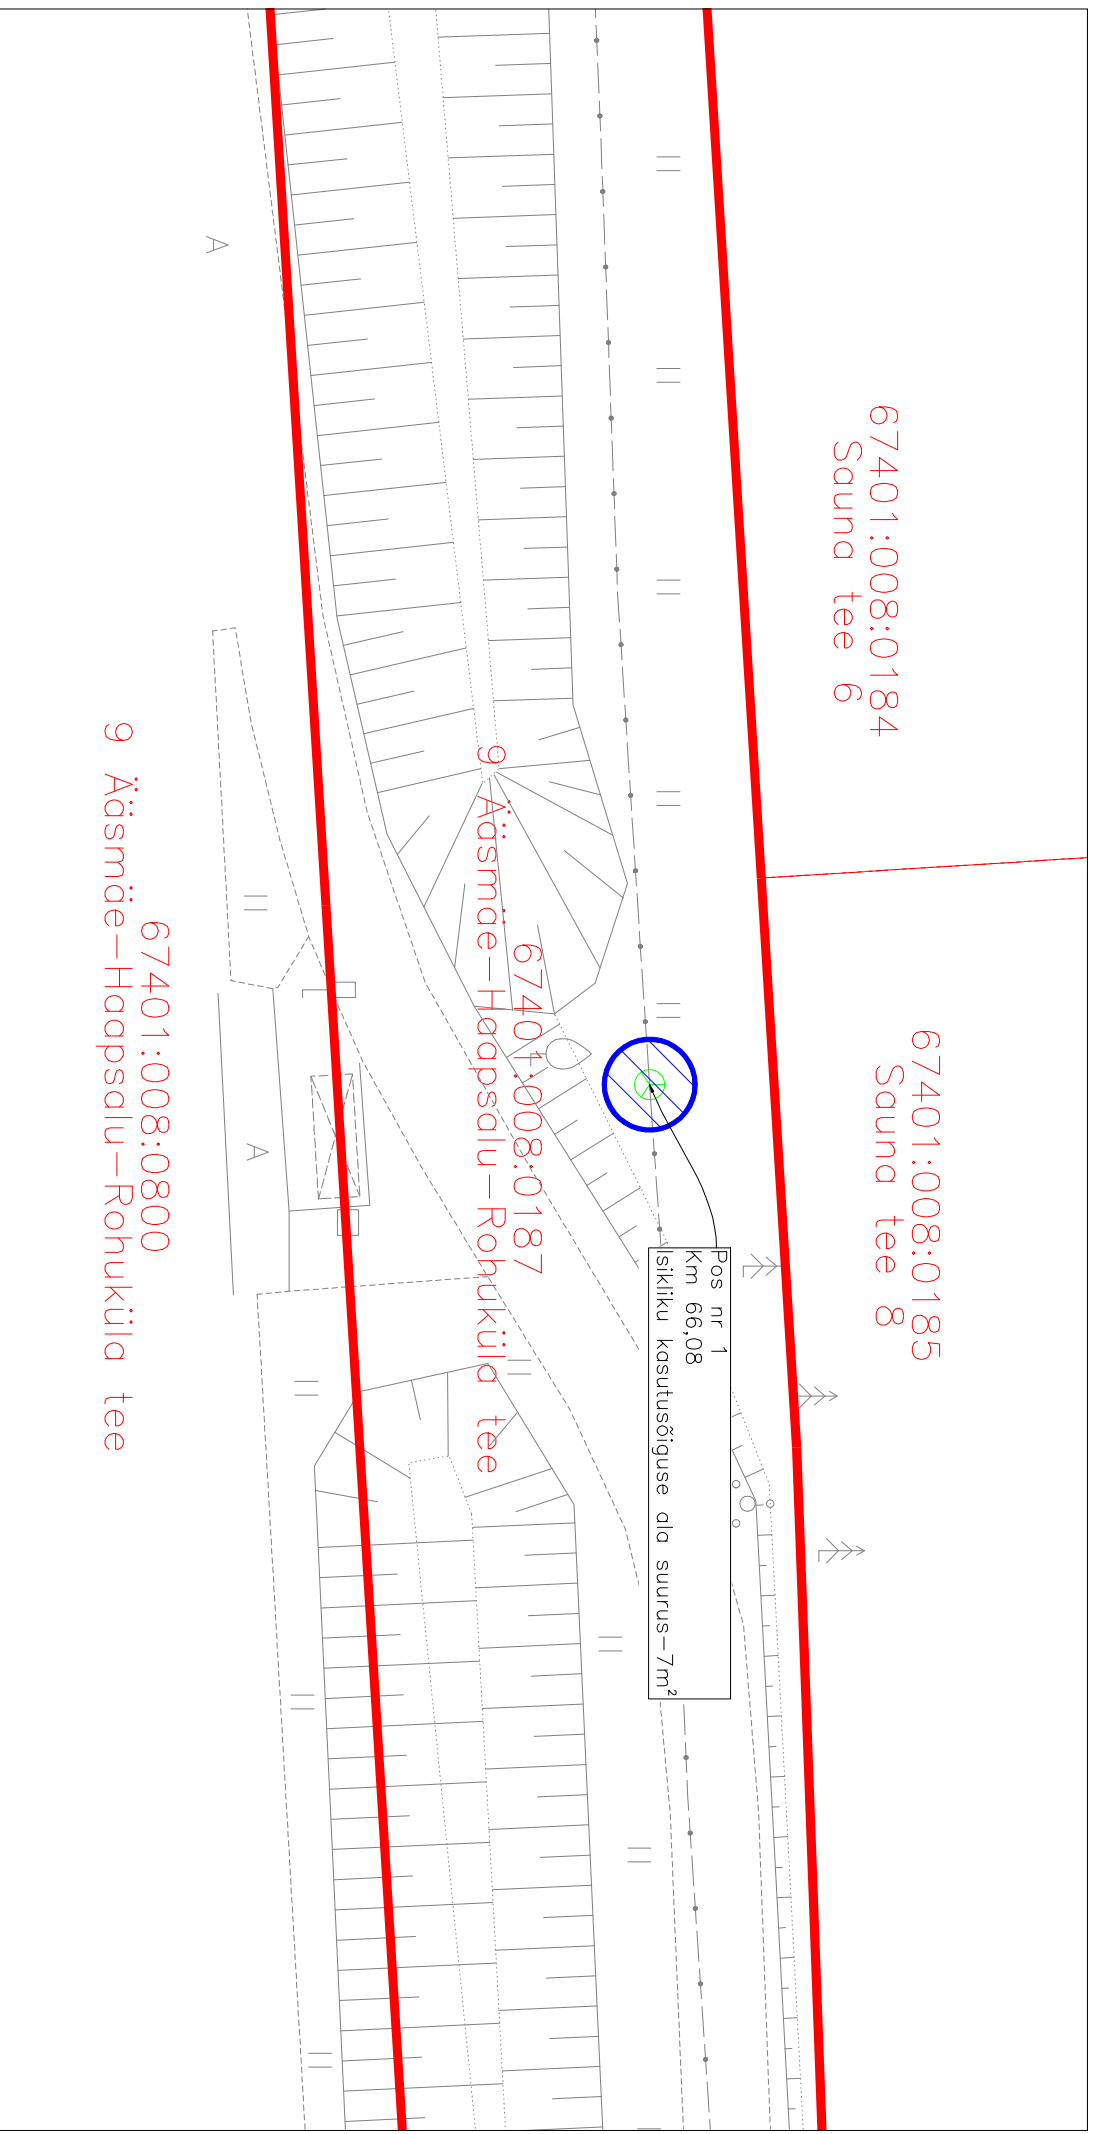 67401:008:0184
Sauna tee 6
67401:008:0185
Sauna tee 8
Pos nr 1
Km 66,08
Isikliku kasutusõiguse ala suurus-7m²
67401:008:0187
9 Ääsmäe-Haapsalu-Rohuküla tee
67401:008:0800
9 Ääsmäe-Haapsalu-Rohuküla tee
A
A